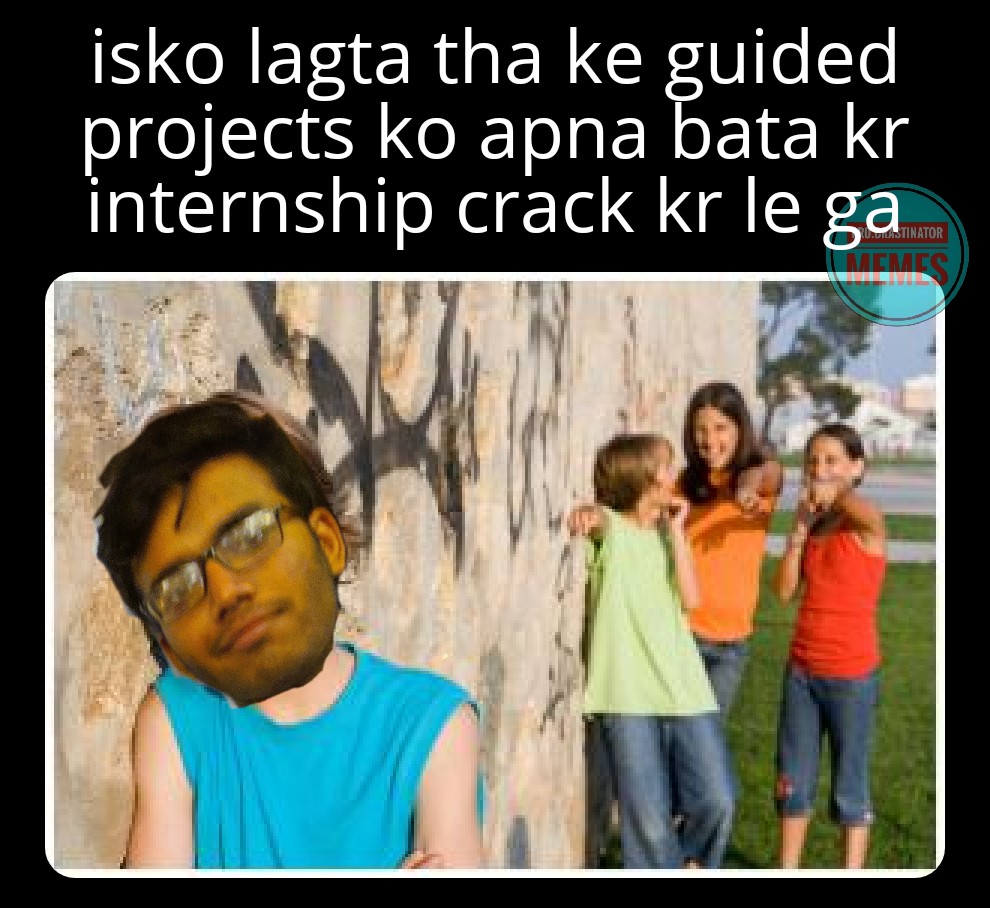 isko lagta tha ke guided
projects ko apna bata kr
internship crack kr le ga
MEMES